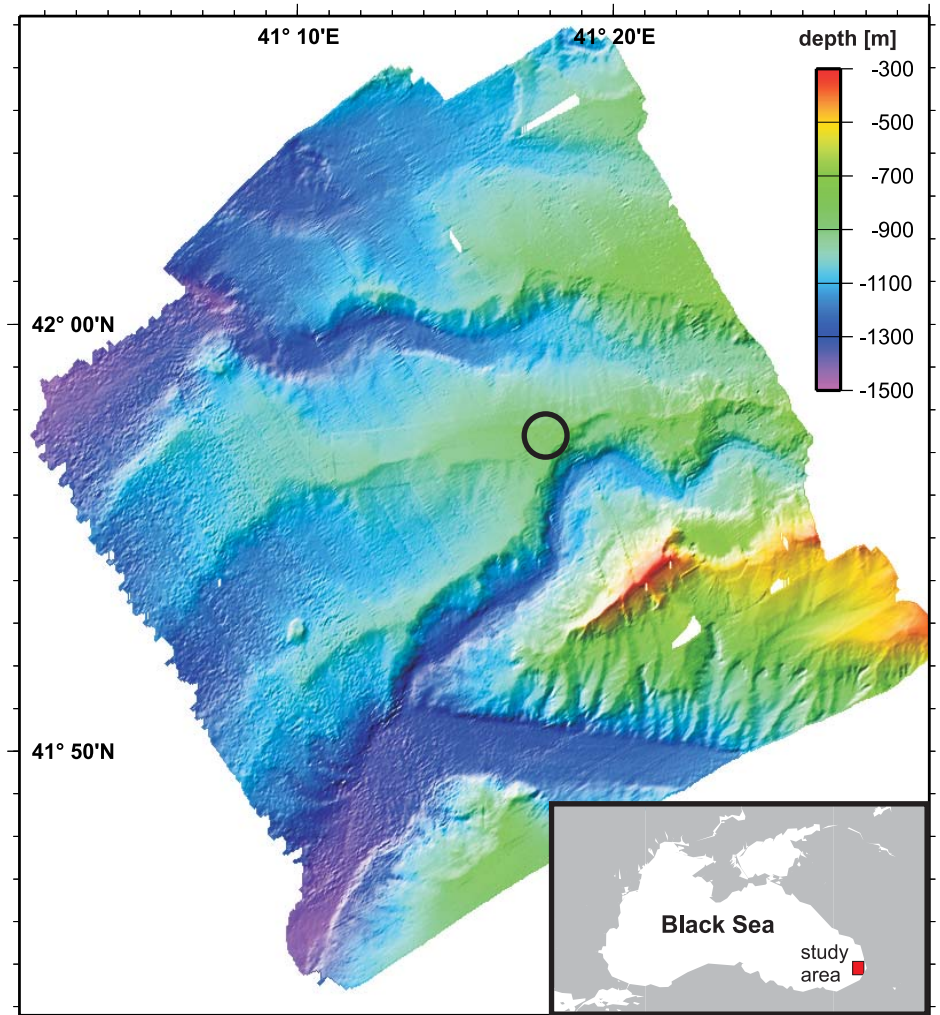 41° 10'E
41° 20'E
depth [m]
-300
-500
-700
-900
-1100
-1300
-1500
42° 00'N
41° 50'N
Black Sea
study
area